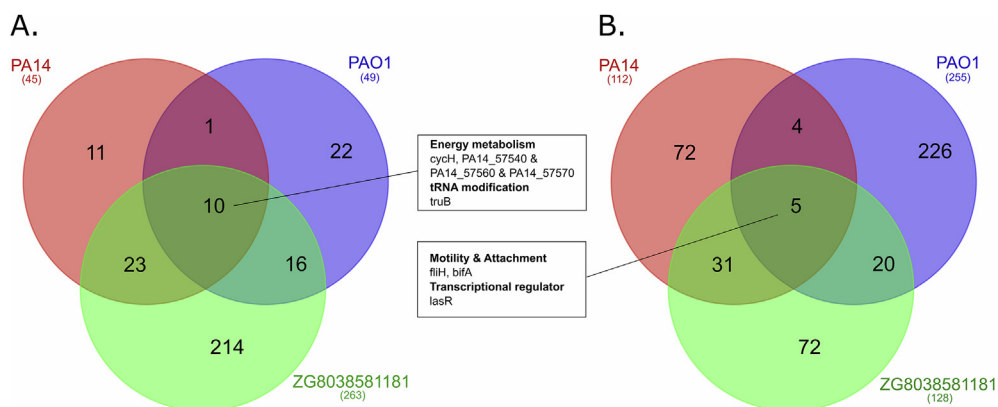 A.
PA14
(45)
PAO1
(49)
1
11
22
10
23
16
214
ZG8038581181
(263)
Energy metabolism
cycH, PA14_57540 &
PA14_57560 & PA14_57570
tRNA modification
truB
Motility & Attachment
fliH, bifA
Transcriptional regulator
lasR
B.
PA14
(112)
PAO1
(255)
4
72
226
5
31
20
72
ZG8038581181
(128)